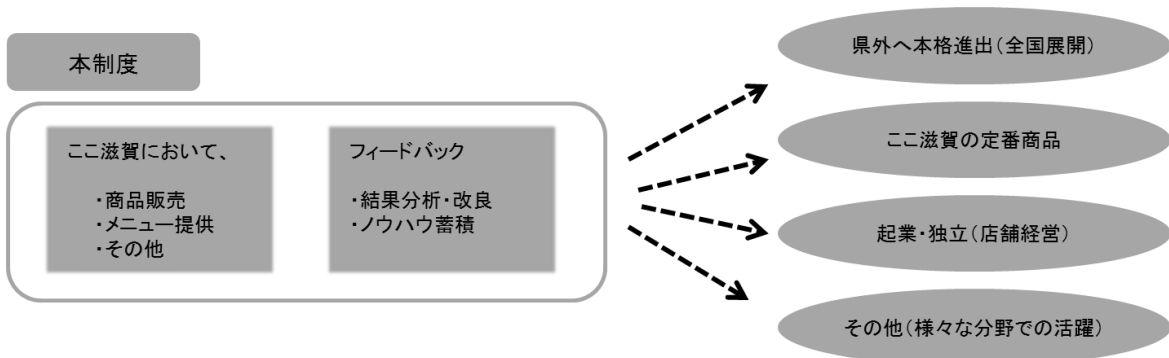 本制度
ここ滋賀において、
・商品販売
・メニュー提供
・その他
フィードバック
・結果分析・改良
・ノウハウ蓄積
県外へ本格進出(全国展開)
ここ滋賀の定番商品
起業・独立(店舗経営)
その他(様々な分野での活躍)